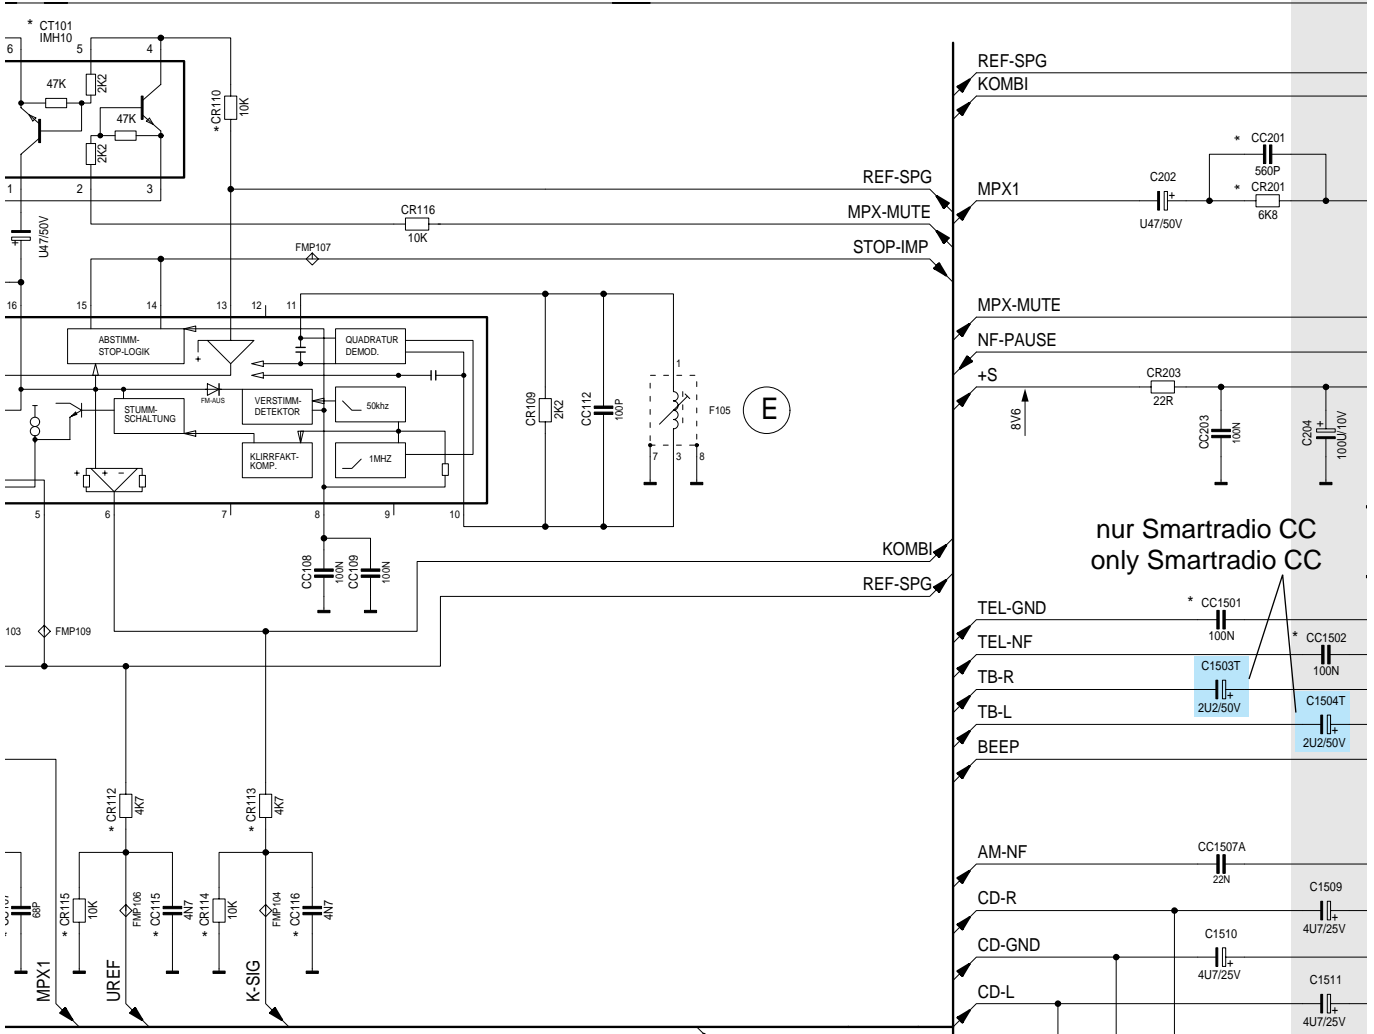 * CT101
IMH10
6
5
4
47K
2K2
47K
2K2
* CR110
10K
1
2
3
U47/50V
+
CR116
10K
FMP107
REF-SPG
MPX-MUTE
STOP-IMP
16
15
14
13
12
11
ABSTIMM-
STOP-LOGIK
+
QUADRATUR
DEMOD.
FM-AUS
STUMM-
SCHALTUNG
VERSTIMM-
DETEKTOR
50khz
KLIRRFAKT-
KOMP.
1MHZ
+
+ -
5
6
7
8
9
10
CR109
2K2
CC112
100P
1
F105
7
3
8
E
CC108
100N
CC109
100N
KOMBI
REF-SPG
103
FMP109
* CR112
4K7
* CR113
4K7
68P
* CR115
10K
FMP106
* CC115
4N7
* CR114
10K
FMP104
* CC116
4N7
MPX1
UREF
K-SIG
REF-SPG
KOMBI
MPX1
C202
+
U47/50V
* CC201
560P
* CR201
6K8
MPX-MUTE
NF-PAUSE
+S
8V6
CR203
22R
CC203
100N
C204
+
100U/10V
nur Smartradio CC
only Smartradio CC
TEL-GND
* CC1501
100N
TEL-NF
* CC1502
100N
TB-R
C1503T
+
2U2/50V
TB-L
C1504T
+
2U2/50V
BEEP
AM-NF
CC1507A
22N
CD-R
C1509
+
4U7/25V
CD-GND
C1510
+
4U7/25V
CD-L
C1511
+
4U7/25V